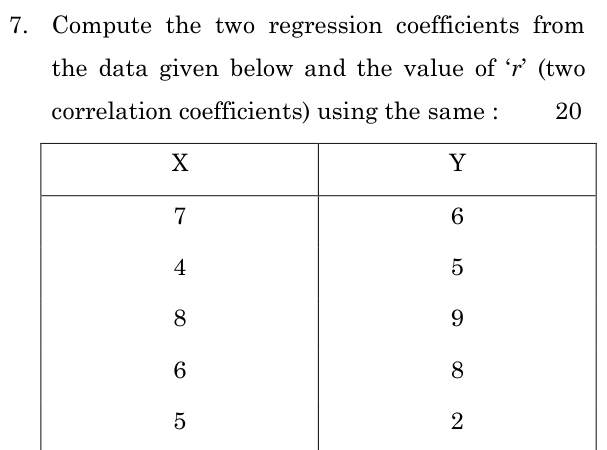 7. Compute the two regression coefficients from
the data given below and the value of ‘r’ (two
correlation coefficients) using the same : 20
X Y
7 6
4 5
8 9
6 8
5 2